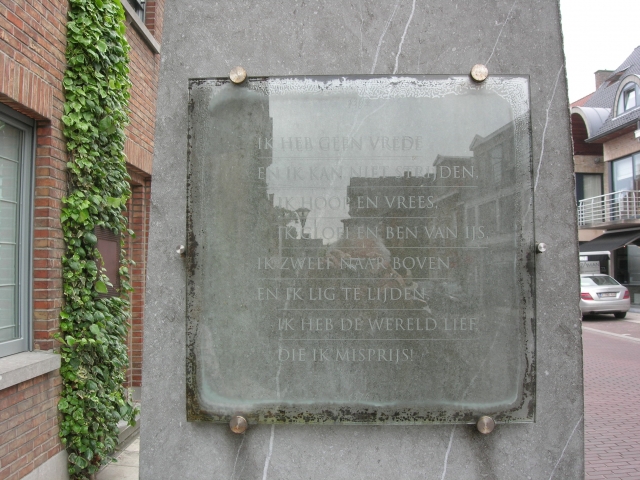 IK HEB GEEN VREDE
EN IK KAN NIET STRIJDEN.
IK HOOP EN VREES,
IK GLOEI EN BEN VAN IJS.
IK ZWEEF NAAR BOVEN
EN IK LIG TE LIJDEN.
IK HEB DE WERELD LIEF,
DIE IK MISPRIJS!